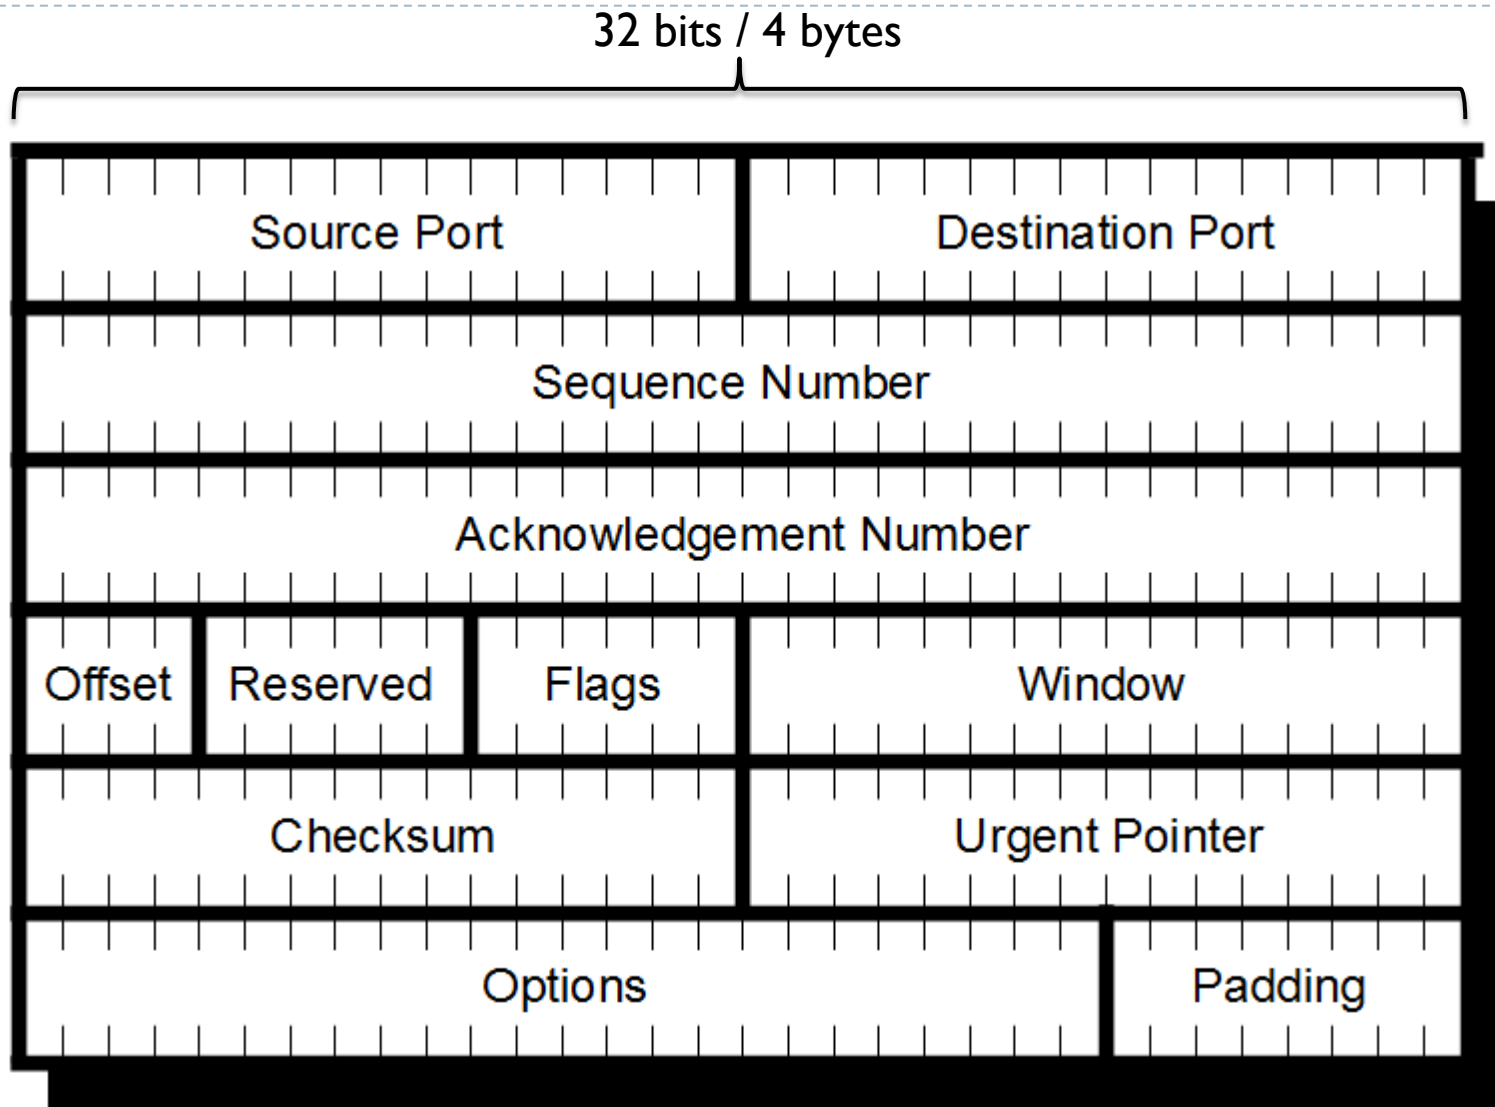 32 bits / 4 bytes
Source Port Destination Port
Sequence Number
Acknowledgement Number
Offset Reserved Flags Window
Checksum Urgent Pointer
Options Padding